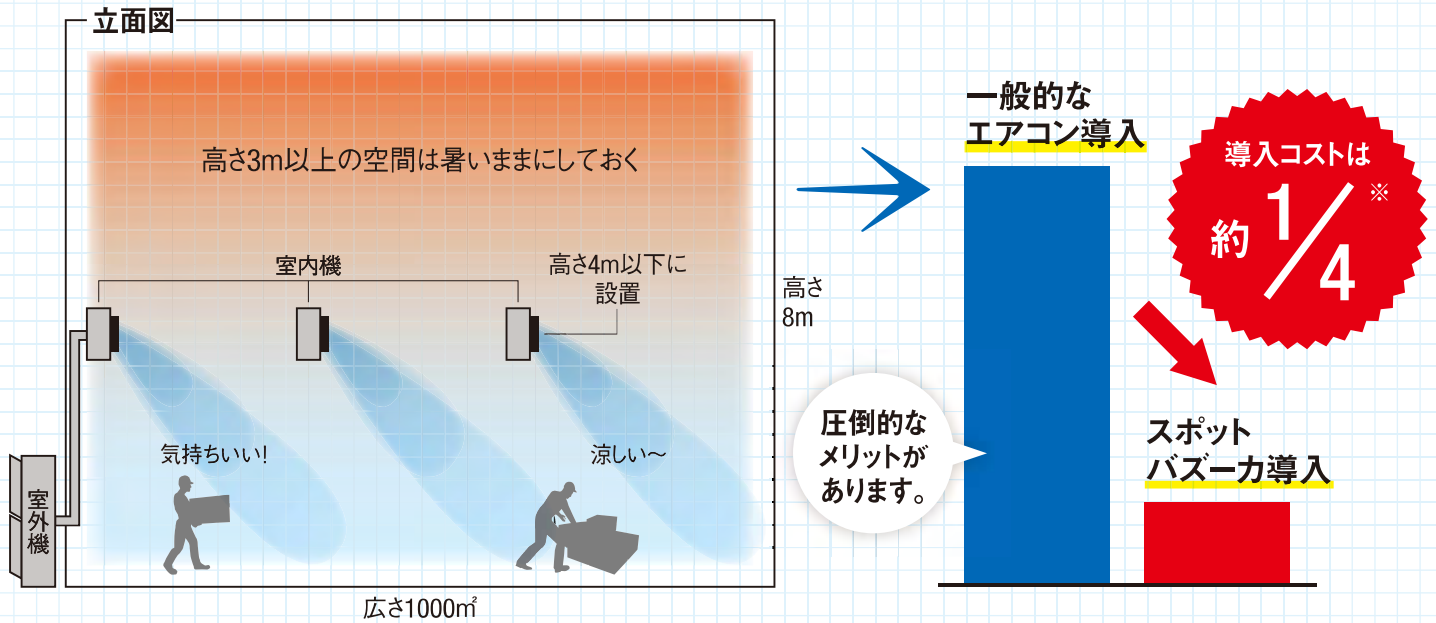 立面図
高さ3m以上の空間は暑いままにしておく
室内機
高さ4m以下に
設置
高さ
8m
気持ちいい!
涼しい〜
室外機
広さ1000㎡
一般的な
エアコン導入
導入コストは
約1/4※
圧倒的な
メリットが
あります。
スポット
バズーカ導入